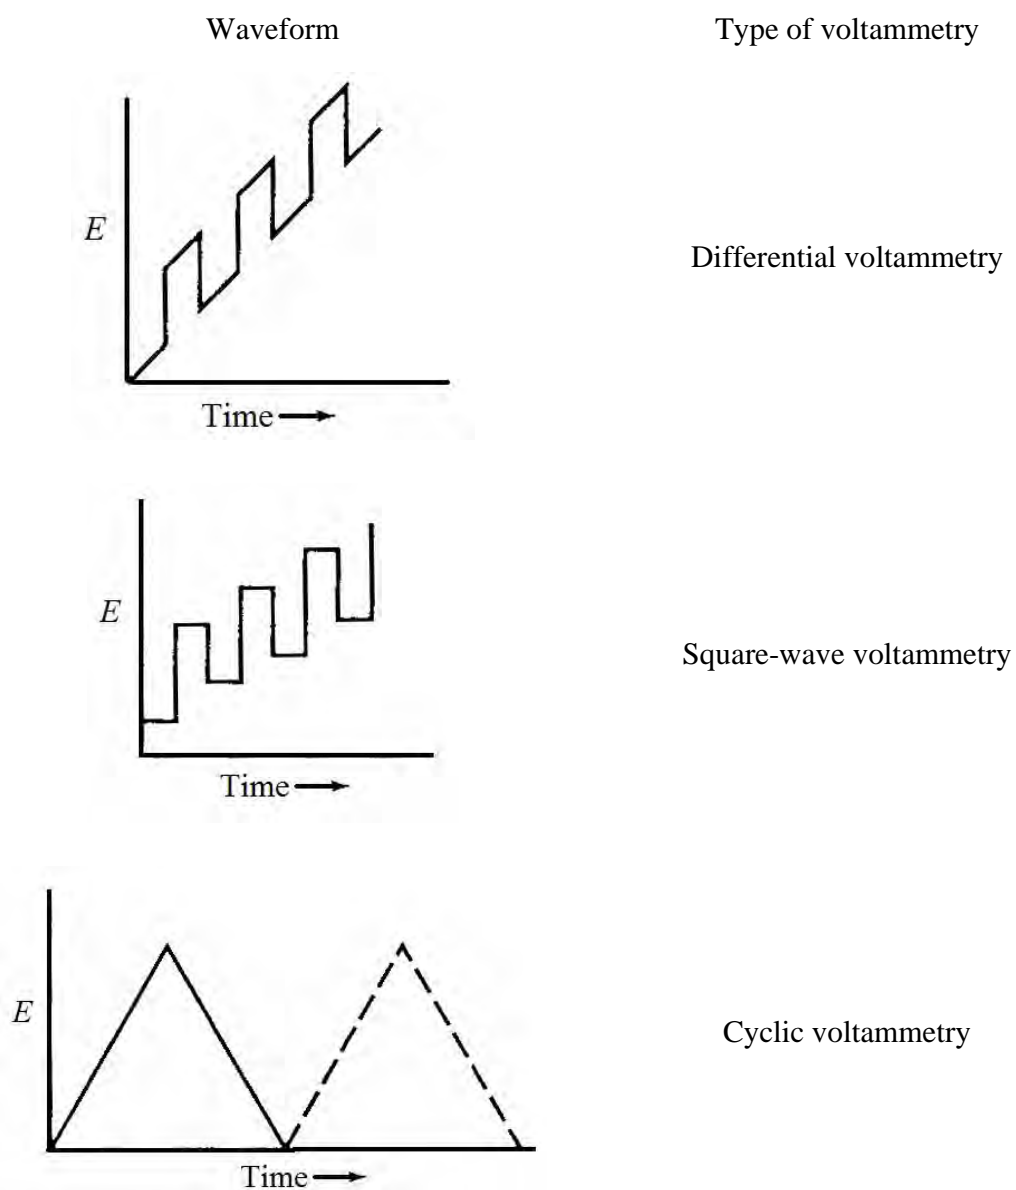 Waveform Type of voltammetry
E
Differential voltammetry
Time
E
Square-wave voltammetry
Time
E
Cyclic voltammetry
Time